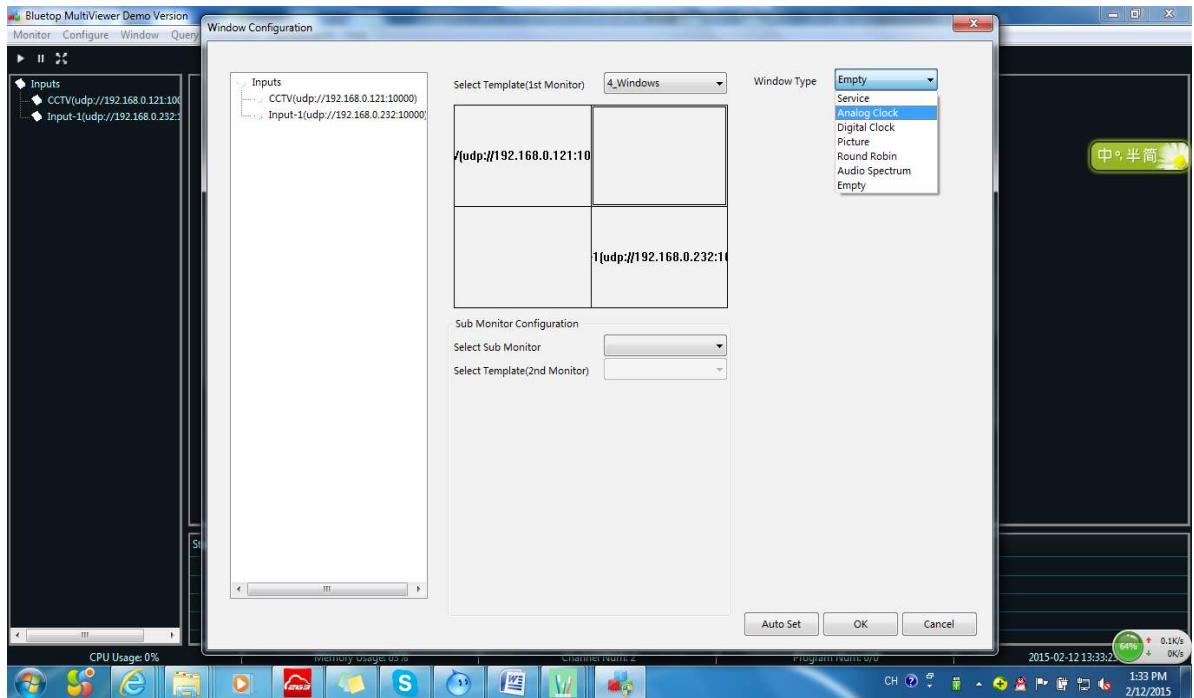 Bluetop MultiViewer Demo Version
Monitor Configure Window Query
Inputs
CCTV(udp://192.168.0.121:100
Input-1(udp://192.168.0.232:1
Window Configuration
Inputs
CCTV(udp://192.168.0.121:10000)
Input-1(udp://192.168.0.232:10000)
Select Template(1st Monitor) 4_Windows
Window Type Empty
Service
Analog Clock
Digital Clock
Picture
Round Robin
Audio Spectrum
Empty
/(udp://192.168.0.121:10
1(udp://192.168.0.232:10
Sub Monitor Configuration
Select Sub Monitor
Select Template(2nd Monitor)
Auto Set OK Cancel
中 半 简
CPU Usage: 0% Memory Usage: 63% Channel Num: 2 Program Num: 0/0 2015-02-12 13:33:2
64%
0.1K/s
0K/s
CH
1:33 PM
2/12/2015